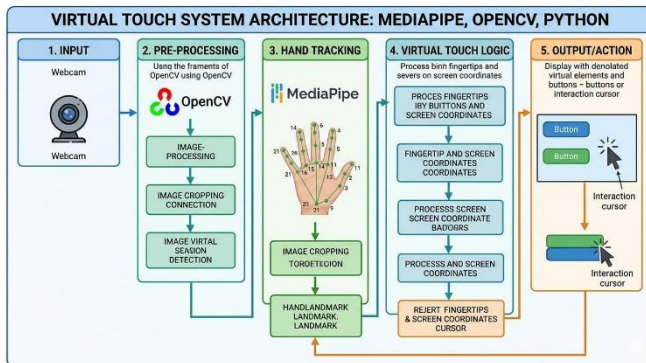 VIRTUAL TOUCH SYSTEM ARCHITECTURE: MEDIAPIPE, OPENCV, PYTHON
1. INPUT
Webcam
Webcam
2. PRE-PROCESSING
Using the framents of
OpenCV using OpenCV
OpenCV
IMAGE-
PROCESSING
IMAGE CROPPING
CONNECTION
IMAGE VIRTAL
SEASION
DETECTION
3. HAND TRACKING
MediaPipe
IMAGE CROPPING
HANDLANDMARK
LANDMARK.
LANDMARK
4. VIRTUAL TOUCH LOGIC
Process binh fingertips and
severs on screen coordinates
PROCES FINGERTIPS
IBY BUTTONS AND
SCREEN COORDINATES
FINGERTIP AND SCREEN
COORDINATES
COORDINATES
PROCESSS SCREEN
SCREEN COORDINATE
PROCESSS AND SCREEN
COORDINATES
REJERT FINGERTIPS
& SCREEN COORDINATES
CURSOR
5. OUTPUT/ACTION
Display with denolated
virtual elements and
buttons – buttons or
interaction cursor
Button
Button
Interaction
cursor
Interaction
cursor